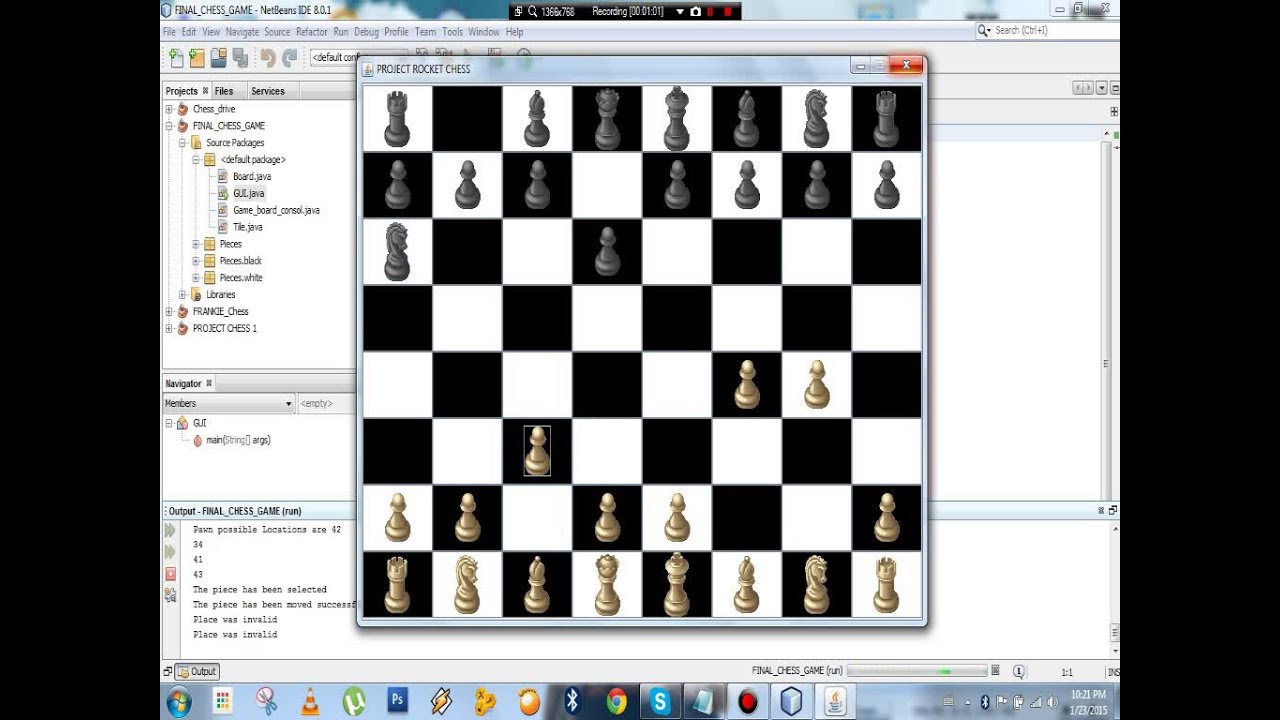 FINAL_CHESS_GAME - NetBeans IDE 8.0.1
1366x768 Recording [00:01:01]
File Edit View Navigate Source Refactor Run Debug Profile Team Tools Window Help
Search (Ctrl+I)
<default
PROJECT ROCKET CHESS
Projects Files Services
Chess_drive
FINAL_CHESS_GAME
Source Packages
<default package>
Board.java
GUI.java
Game_board_consol.java
Tile.java
Pieces
Pieces.black
Pieces.white
Libraries
FRANKIE_Chess
PROJECT CHESS 1
Navigator
Members <empty>
GUI
main(String[] args)
Output - FINAL_CHESS_GAME (run)
Pawn possible Locations are 42
34
41
43
The piece has been selected
The piece has been moved successf
Place was invalid
Place was invalid
Output FINAL_CHESS_GAME (run) 1 1:1 INS
Ps
10:21 PM
1/23/2015